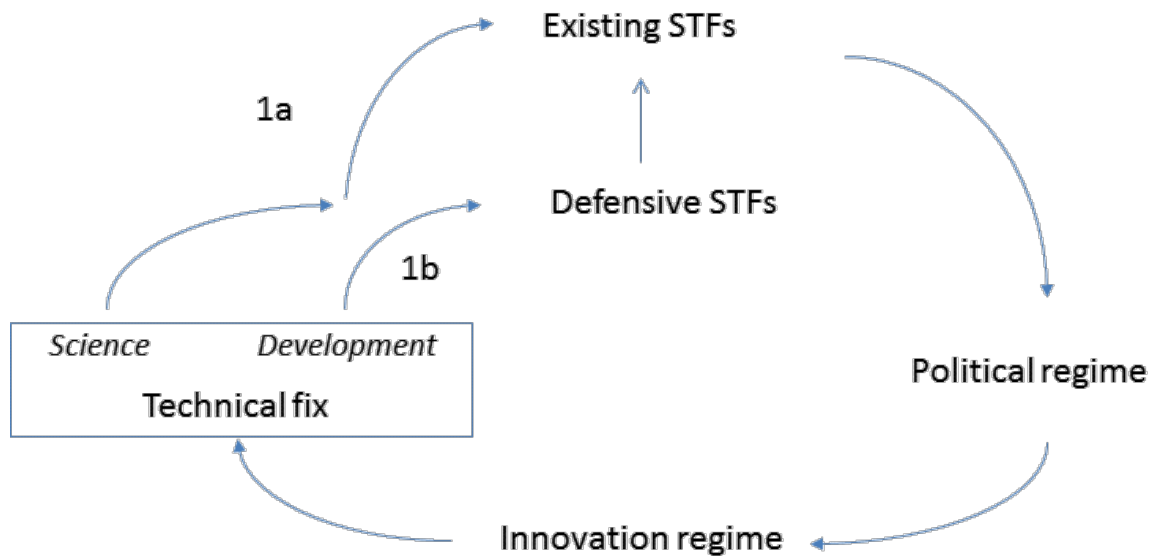 Existing STFs
1a
Defensive STFs
1b
Science Development
Technical fix
Political regime
Innovation regime